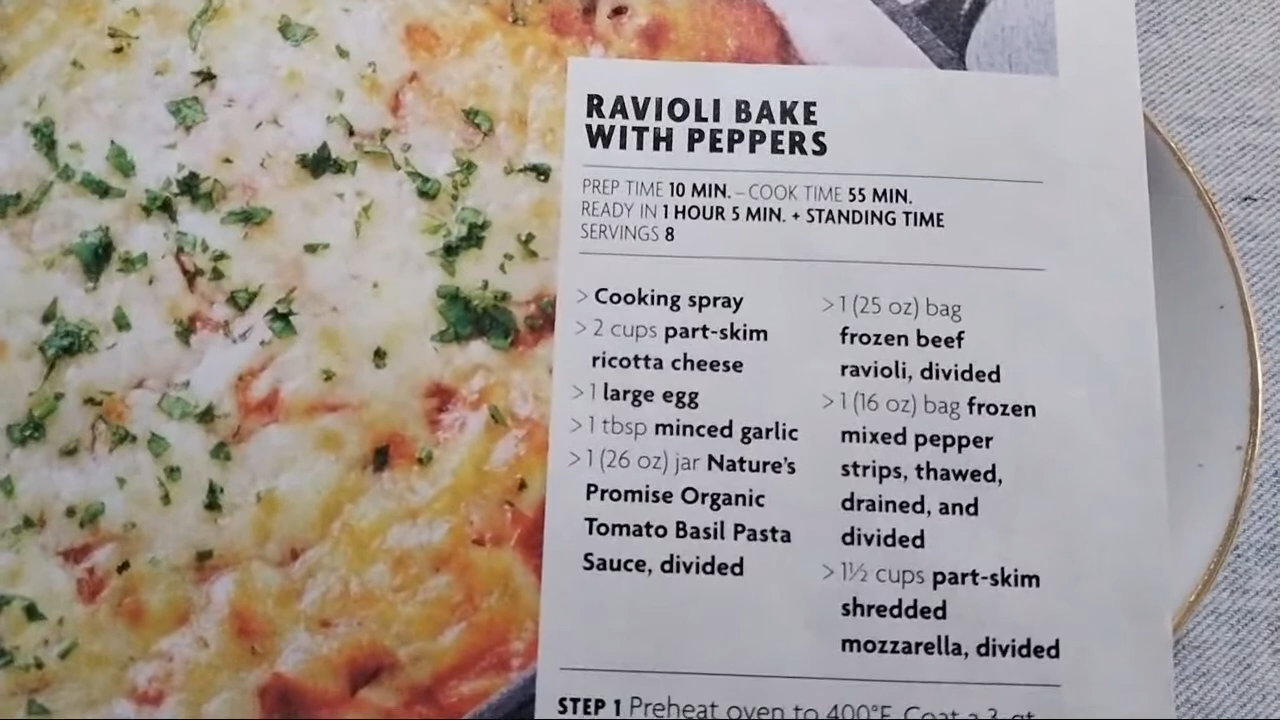 RAVIOLI BAKE
WITH PEPPERS
PREP TIME 10 MIN. – COOK TIME 55 MIN.
READY IN 1 HOUR 5 MIN. + STANDING TIME
SERVINGS 8
> Cooking spray
> 2 cups part-skim
ricotta cheese
> 1 large egg
> 1 tbsp minced garlic
> 1 (26 oz) jar Nature's
Promise Organic
Tomato Basil Pasta
Sauce, divided
> 1 (25 oz) bag
frozen beef
ravioli, divided
> 1 (16 oz) bag frozen
mixed pepper
strips, thawed,
drained, and
divided
> 1½ cups part-skim
shredded
mozzarella, divided
STEP 1 Preheat oven to 400°F. Coat a 3-qt